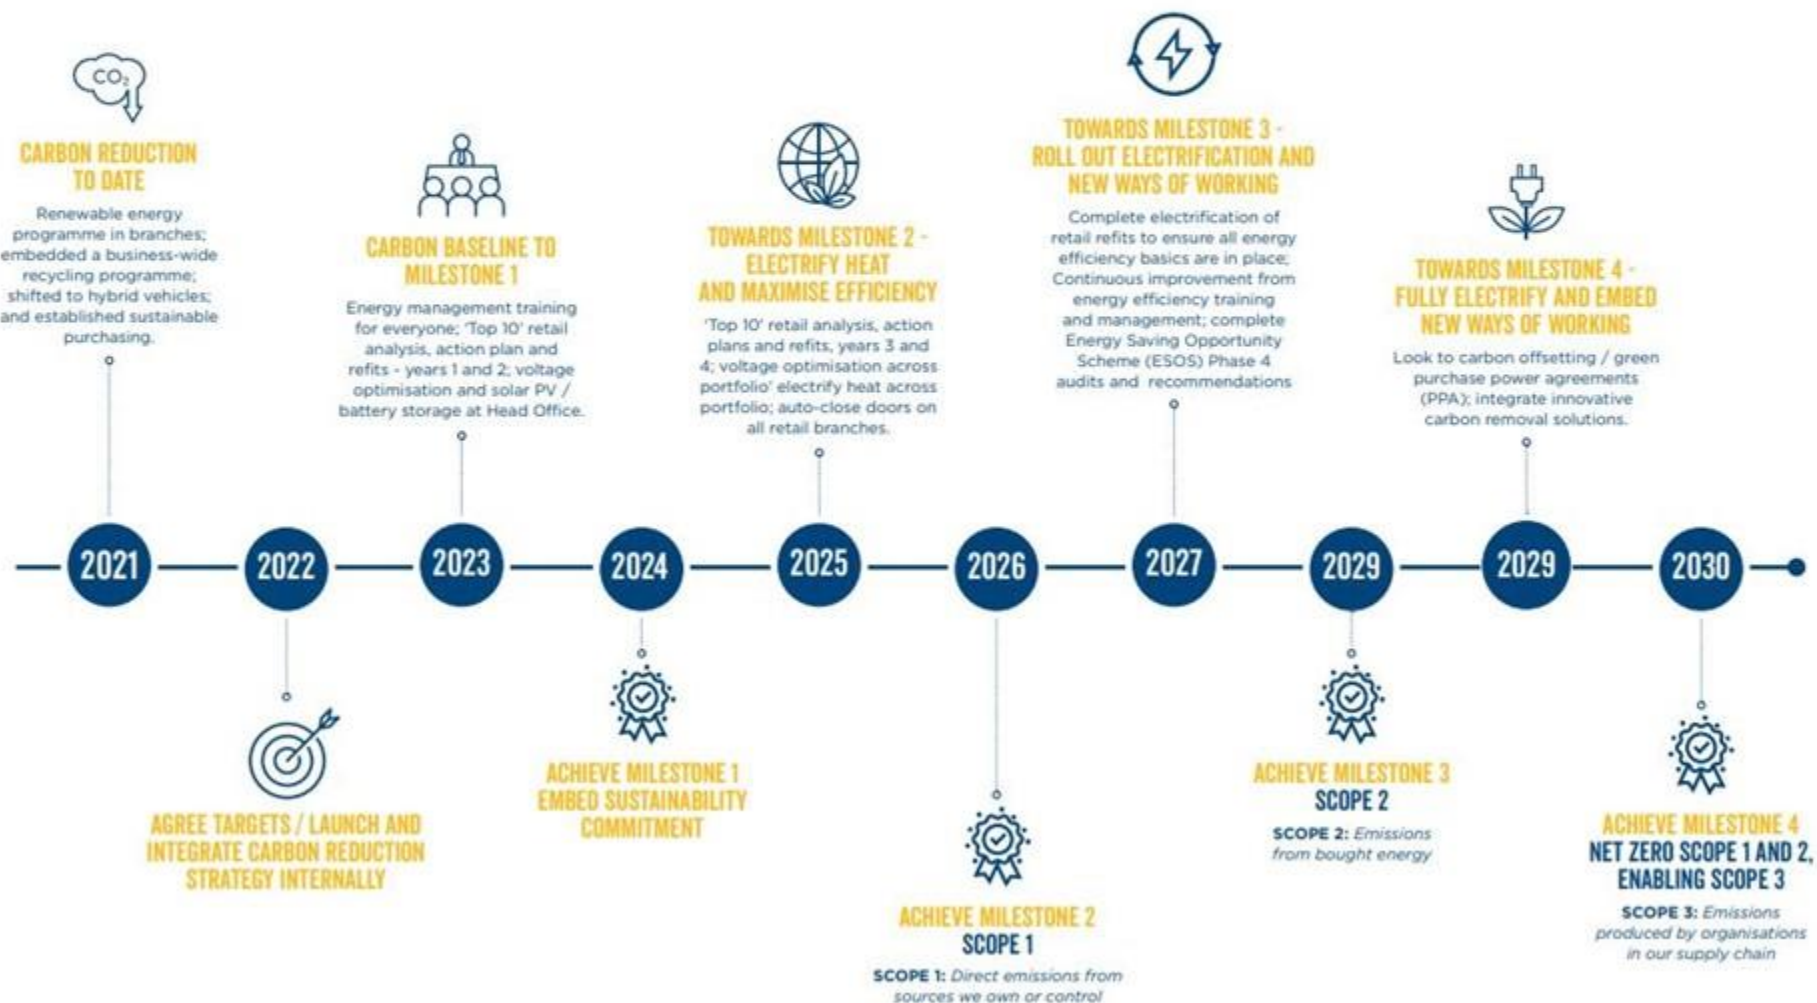 CO₂
CARBON REDUCTION
TO DATE
Renewable energy
programme in branches;
embedded a business-wide
recycling programme;
shifted to hybrid vehicles;
and established sustainable
purchasing.
CARBON BASELINE TO
MILESTONE 1
Energy management training
for everyone; 'Top 10' retail
analysis, action plan and
refits - years 1 and 2; voltage
optimisation and solar PV /
battery storage at Head Office.
TOWARDS MILESTONE 2 -
ELECTRIFY HEAT
AND MAXIMISE EFFICIENCY
'Top 10' retail analysis, action
plans and refits, years 3 and
4; voltage optimisation across
portfolio' electrify heat across
portfolio; auto-close doors on
all retail branches.
TOWARDS MILESTONE 3 -
ROLL OUT ELECTRIFICATION AND
NEW WAYS OF WORKING
Complete electrification of
retail refits to ensure all energy
efficiency basics are in place;
Continuous improvement from
energy efficiency training
and management; complete
Energy Saving Opportunity
Scheme (ESOS) Phase 4
audits and recommendations
TOWARDS MILESTONE 4 -
FULLY ELECTRIFY AND EMBED
NEW WAYS OF WORKING
Look to carbon offsetting / green
purchase power agreements
(PPA); integrate innovative
carbon removal solutions.
2021 2022 2023 2024 2025 2026 2027 2029 2029 2030
AGREE TARGETS / LAUNCH AND
INTEGRATE CARBON REDUCTION
STRATEGY INTERNALLY
ACHIEVE MILESTONE 1
EMBED SUSTAINABILITY
COMMITMENT
ACHIEVE MILESTONE 2
SCOPE 1
SCOPE 1: Direct emissions from
sources we own or control
ACHIEVE MILESTONE 3
SCOPE 2
SCOPE 2: Emissions
from bought energy
ACHIEVE MILESTONE 4
NET ZERO SCOPE 1 AND 2,
ENABLING SCOPE 3
SCOPE 3: Emissions
produced by organisations
in our supply chain